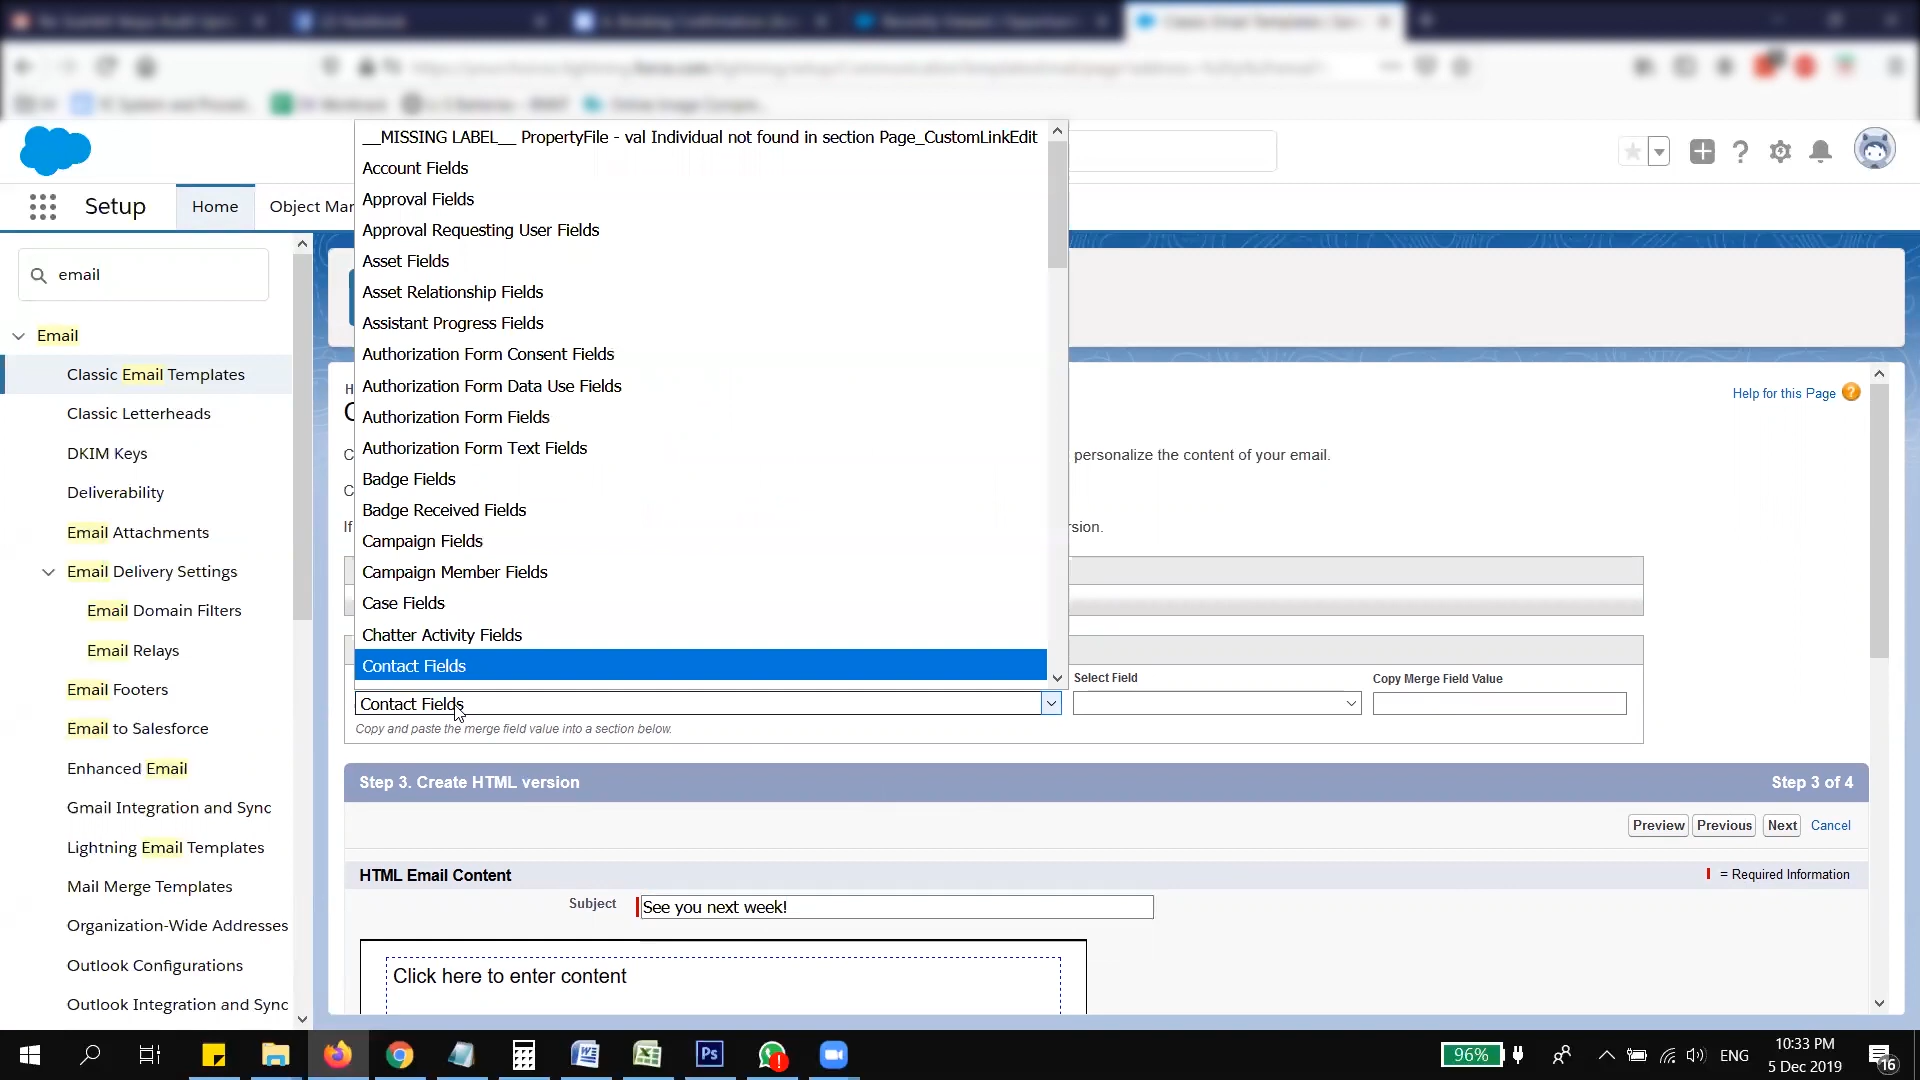 Setup
Home
Object Mar
email
Email
Classic Email Templates
Classic Letterheads
DKIM Keys
Deliverability
Email Attachments
Email Delivery Settings
Email Domain Filters
Email Relays
Email Footers
Email to Salesforce
Enhanced Email
Gmail Integration and Sync
Lightning Email Templates
Mail Merge Templates
Organization-Wide Addresses
Outlook Configurations
Outlook Integration and Sync
__MISSING LABEL__ PropertyFile - val Individual not found in section Page_CustomLinkEdit
Account Fields
Approval Fields
Approval Requesting User Fields
Asset Fields
Asset Relationship Fields
Assistant Progress Fields
Authorization Form Consent Fields
Authorization Form Data Use Fields
Authorization Form Fields
Authorization Form Text Fields
Badge Fields
Badge Received Fields
Campaign Fields
Campaign Member Fields
Case Fields
Chatter Activity Fields
Contact Fields
Help for this Page
personalize the content of your email.
If
sion.
Select Field
Copy Merge Field Value
Contact Fields
Copy and paste the merge field value into a section below.
Step 3. Create HTML version
Step 3 of 4
Preview Previous Next Cancel
HTML Email Content
= Required Information
Subject
See you next week!
Click here to enter content
96%
ENG
10:33 PM
5 Dec 2019
16